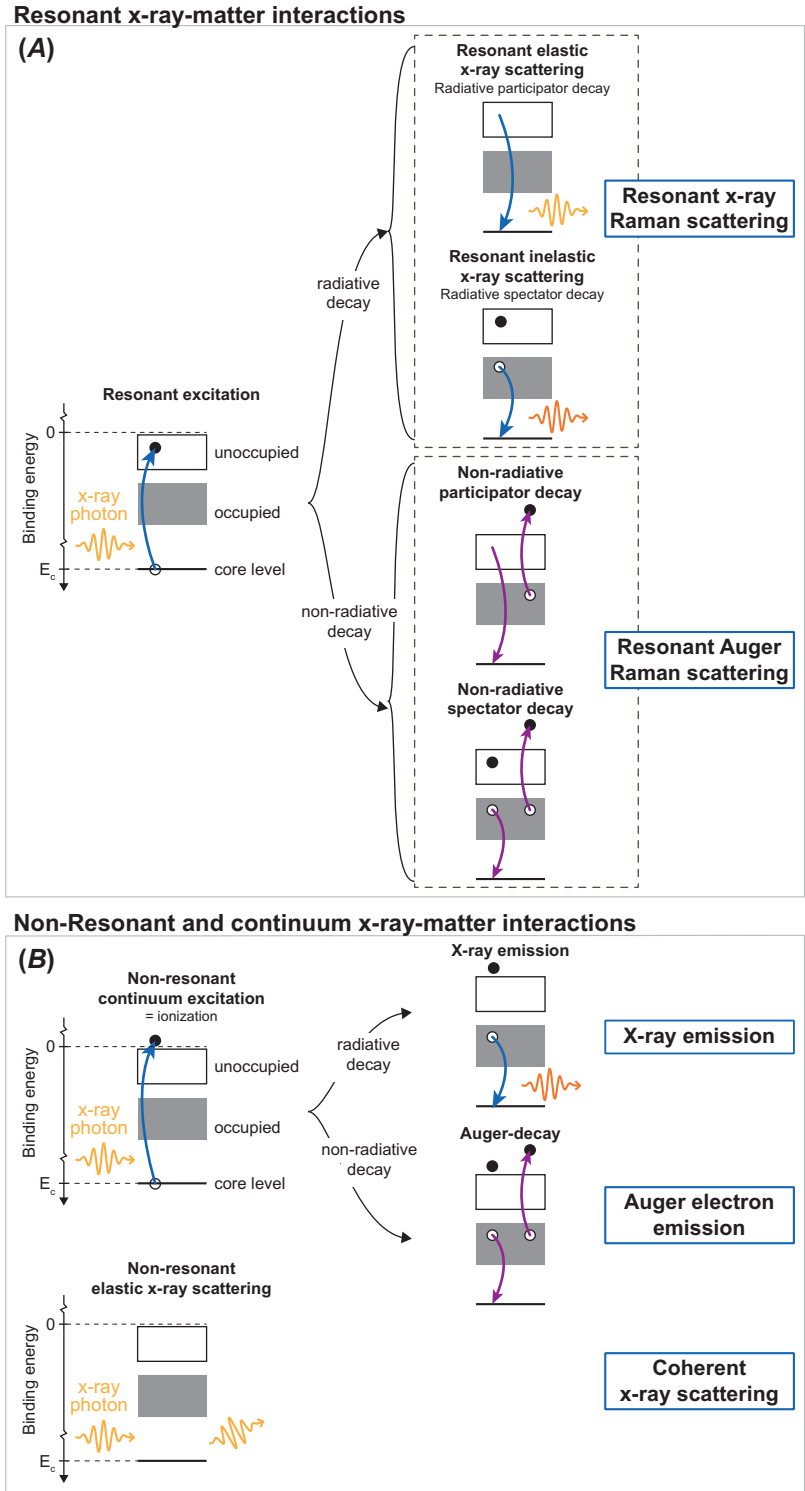 Resonant x-ray-matter interactions
(A)
Resonant elastic
x-ray scattering
Radiative participator decay
Resonant x-ray
Raman scattering
Resonant inelastic
x-ray scattering
Radiative spectator decay
radiative
decay
Resonant excitation
Binding energy
0
unoccupied
x-ray
photon
occupied
E_c
core level
non-radiative
decay
Non-radiative
participator decay
Resonant Auger
Raman scattering
Non-radiative
spectator decay
Non-Resonant and continuum x-ray-matter interactions
(B)
Non-resonant
continuum excitation
= ionization
Binding energy
0
unoccupied
x-ray
photon
occupied
E_c
core level
radiative
decay
non-radiative
decay
X-ray emission
X-ray emission
Auger-decay
Auger electron
emission
Non-resonant
elastic x-ray scattering
Binding energy
0
x-ray
photon
E_c
Coherent
x-ray scattering